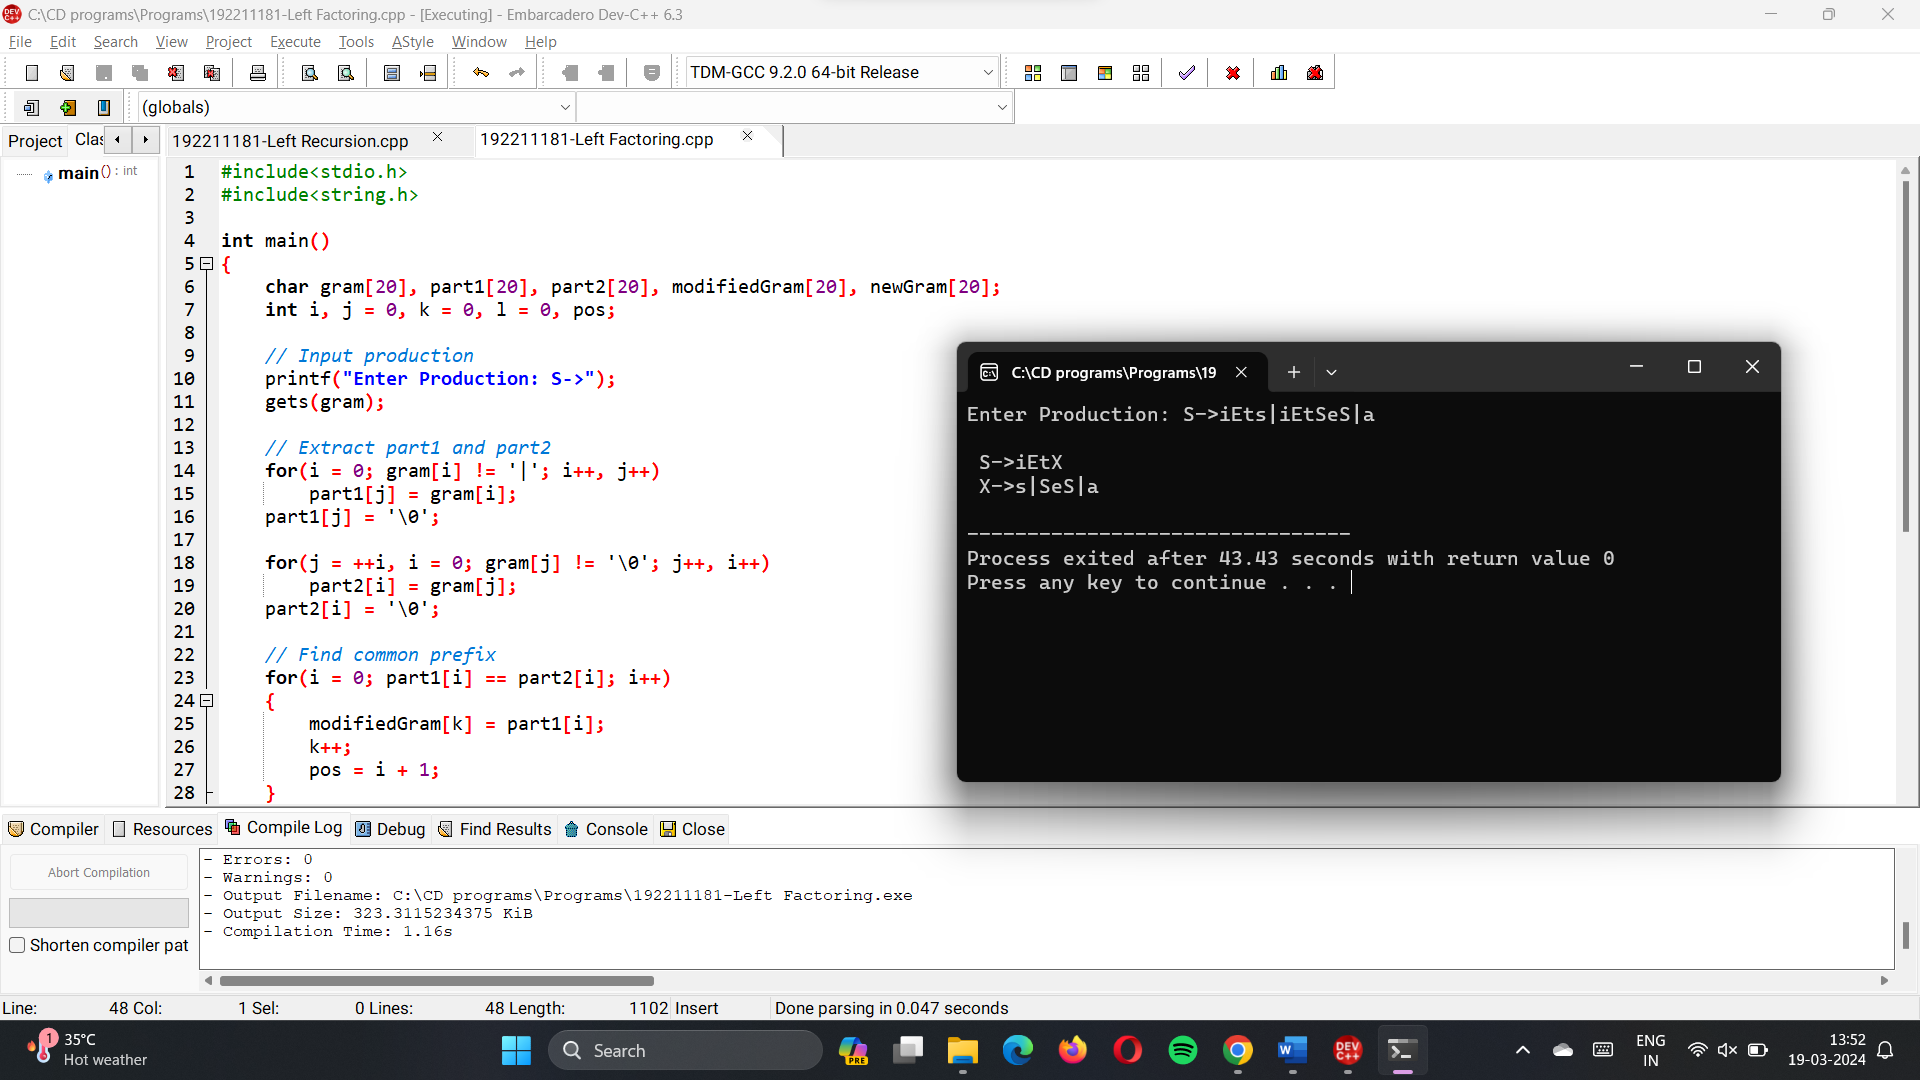 C:\CD programs\Programs\192211181-Left Factoring.cpp - [Executing] - Embarcadero Dev-C++ 6.3
File Edit Search View Project Execute Tools AStyle Window Help
TDM-GCC 9.2.0 64-bit Release
(globals)
Project Clas 192211181-Left Recursion.cpp 192211181-Left Factoring.cpp
main() : int
1 #include<stdio.h>
2 #include<string.h>
3
4 int main()
5 {
6 char gram[20], part1[20], part2[20], modifiedGram[20], newGram[20];
7 int i, j = 0, k = 0, l = 0, pos;
8
9 // Input production
10 printf("Enter Production: S->");
11 gets(gram);
12
13 // Extract part1 and part2
14 for(i = 0; gram[i] != '|'; i++, j++)
15 part1[j] = gram[i];
16 part1[j] = '\0';
17
18 for(j = ++i, i = 0; gram[j] != '\0'; j++, i++)
19 part2[i] = gram[j];
20 part2[i] = '\0';
21
22 // Find common prefix
23 for(i = 0; part1[i] == part2[i]; i++)
24 {
25 modifiedGram[k] = part1[i];
26 k++;
27 pos = i + 1;
28 }
C:\CD programs\Programs\19
Enter Production: S->iEts|iEtSeS|a
S->iEtX
X->s|SeS|a
--------------------------------
Process exited after 43.43 seconds with return value 0
Press any key to continue . . .
Compiler Resources Compile Log Debug Find Results Console Close
Abort Compilation
Shorten compiler pat
- Errors: 0
- Warnings: 0
- Output Filename: C:\CD programs\Programs\192211181-Left Factoring.exe
- Output Size: 323.3115234375 KiB
- Compilation Time: 1.16s
Line: 48 Col: 1 Sel: 0 Lines: 48 Length: 1102 Insert Done parsing in 0.047 seconds
1
35°C
Hot weather
Search
PRE
DEV C++
ENG
IN
13:52
19-03-2024